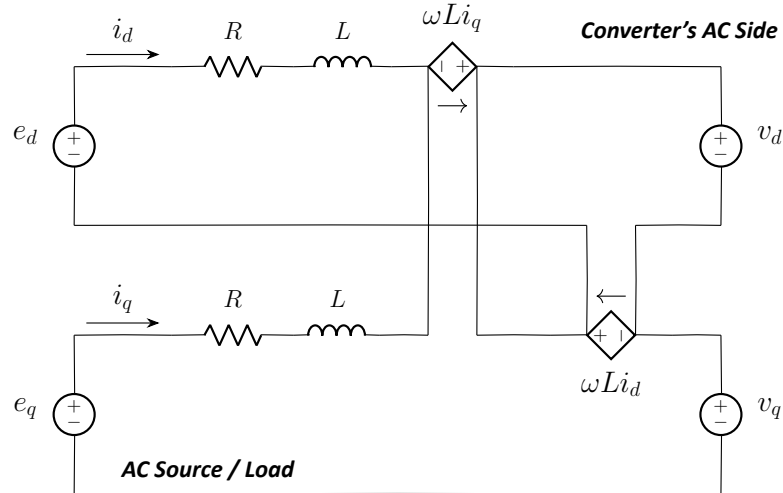 i_d R L ωLi_q Converter's AC Side
− +
e_d + − v_d + −
i_q R L
+ −
ωLi_d
e_q + − v_q + −
AC Source / Load